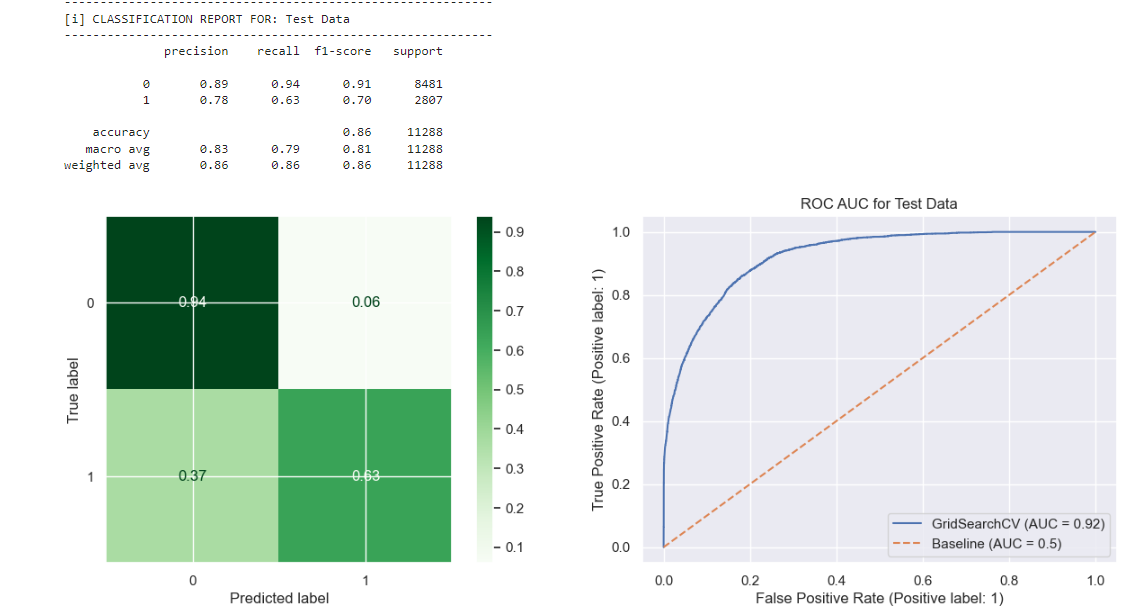 ------------------------------------------------------------
[i] CLASSIFICATION REPORT FOR: Test Data
------------------------------------------------------------
precision recall f1-score support
0 0.89 0.94 0.91 8481
1 0.78 0.63 0.70 2807
accuracy 0.86 11288
macro avg 0.83 0.79 0.81 11288
weighted avg 0.86 0.86 0.86 11288
True label
0
1
0.94 0.06
0.37 0.63
0 1
Predicted label
0.9
0.8
0.7
0.6
0.5
0.4
0.3
0.2
0.1
ROC AUC for Test Data
True Positive Rate (Positive label: 1)
1.0
0.8
0.6
0.4
0.2
0.0
GridSearchCV (AUC = 0.92)
Baseline (AUC = 0.5)
0.0 0.2 0.4 0.6 0.8 1.0
False Positive Rate (Positive label: 1)